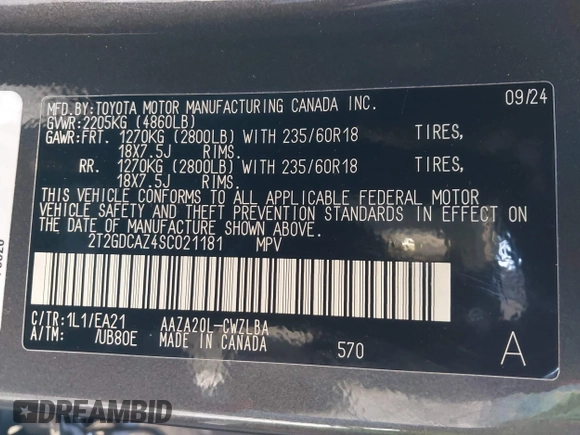 MFD.BY:TOYOTA MOTOR MANUFACTURING CANADA INC. 09/24
GVWR:2205KG (4860LB)
GAWR:FRT. 1270KG (2800LB) WITH 235/60R18 TIRES,
18X7.5J RIMS.
RR. 1270KG (2800LB) WITH 235/60R18 TIRES,
18X7.5J RIMS.
THIS VEHICLE CONFORMS TO ALL APPLICABLE FEDERAL MOTOR
VEHICLE SAFETY AND THEFT PREVENTION STANDARDS IN EFFECT ON
THE DATE OF MANUFACTURE SHOWN ABOVE.
2T2GDCAZ4SC021181 MPV
C/TR:1L1/EA21 AAZA20L-CWZLBA
A/TM: /UB80E MADE IN CANADA 570 A
DREAMBID